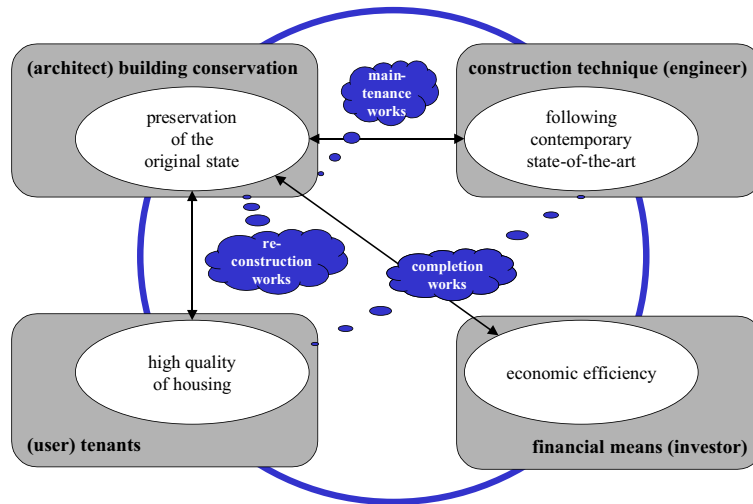 (architect) building conservation
construction technique (engineer)
main-
tenance
works
preservation
of the
original state
following
contemporary
state-of-the-art
re-
construction
works
completion
works
high quality
of housing
economic efficiency
(user) tenants
financial means (investor)